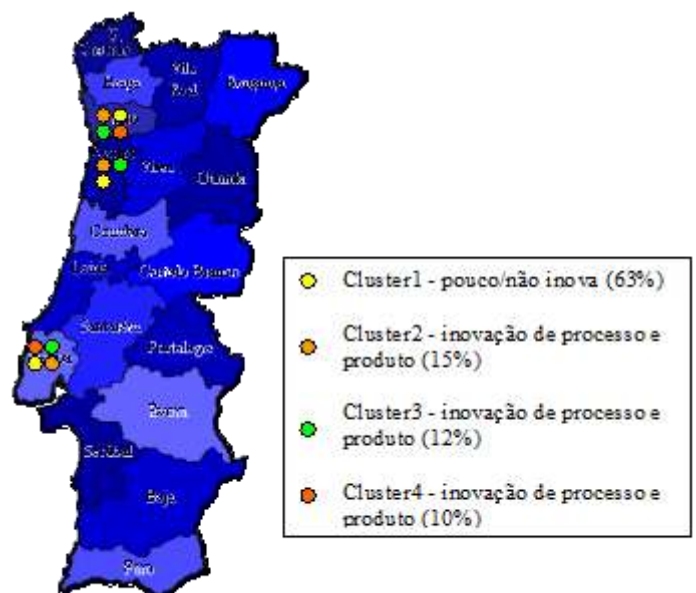 Braga
Vila
Real
Bragança
Viseu
Guarda
Coimbra
Leiria
Castelo Branco
Santarém
Portalegre
Évora
Setúbal
Beja
Faro
Cluster1 - pouco/não inova (63%)
Cluster2 - inovação de processo e
produto (15%)
Cluster3 - inovação de processo e
produto (12%)
Cluster4 - inovação de processo e
produto (10%)